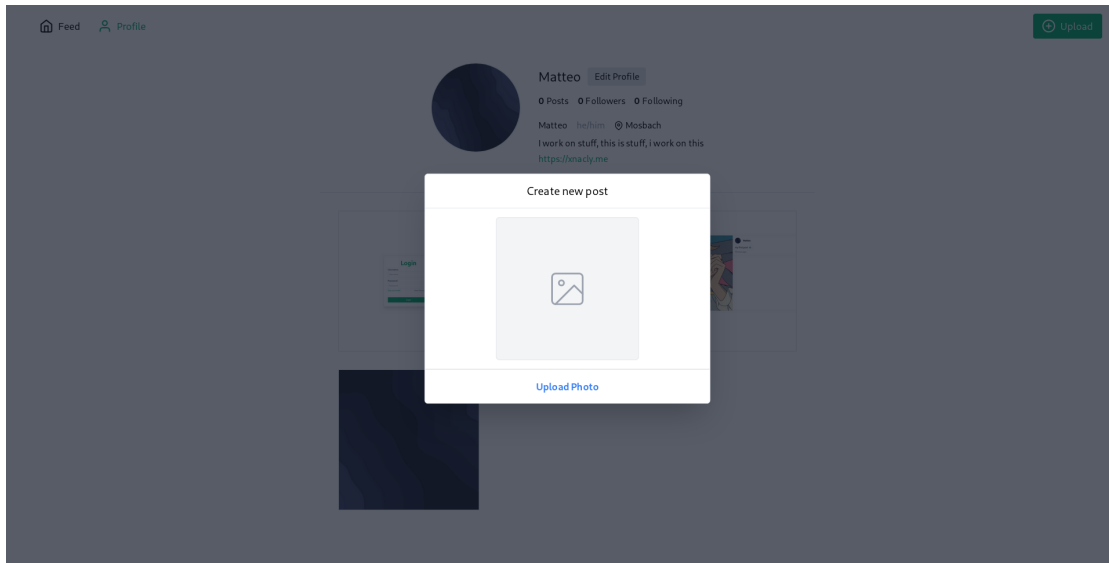 Feed Profile Upload
Matteo Edit Profile
0 Posts 0 Followers 0 Following
Matteo he/him Mosbach
I work on stuff, this is stuff, i work on this
https://xnacly.me
Create new post
Login
Upload Photo